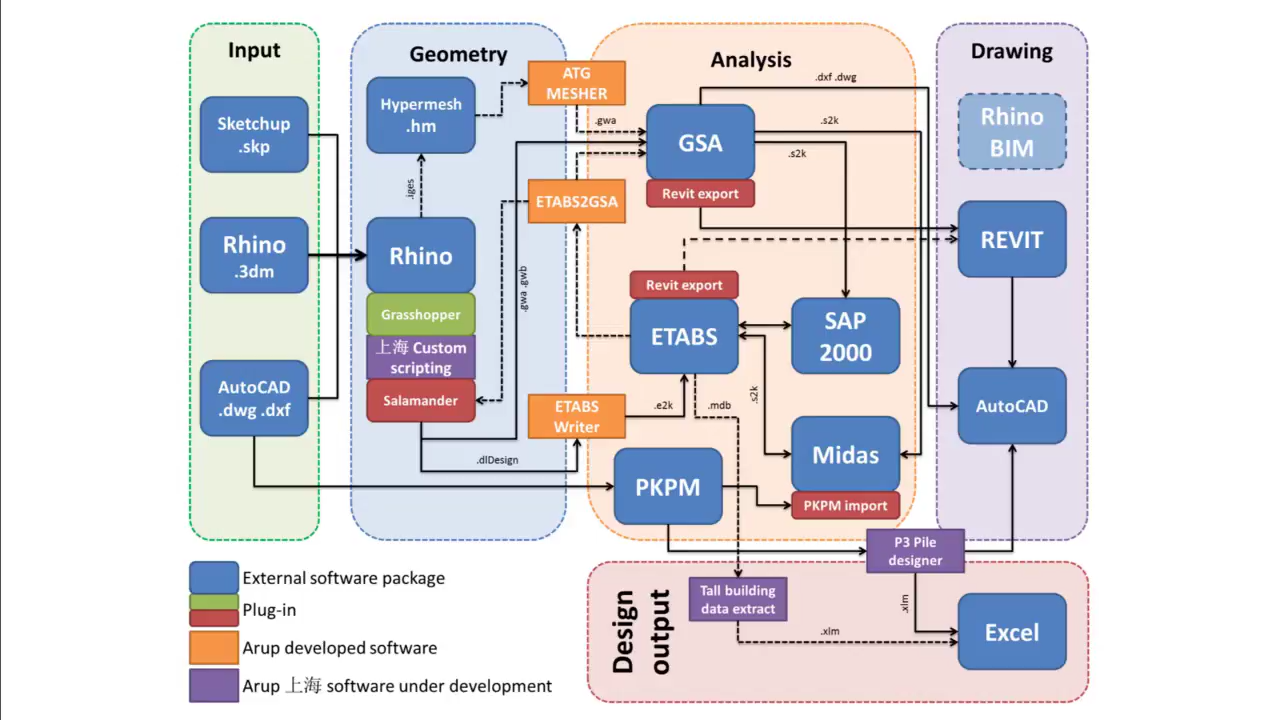 Input
Geometry
Analysis
Drawing
Sketchup
.skp
Rhino
.3dm
AutoCAD
.dwg .dxf
Hypermesh
.hm
.iges
Rhino
Grasshopper
上海 Custom
scripting
Salamander
.dlDesign
.gwa .gwb
ATG
MESHER
.gwa
ETABS2GSA
ETABS
Writer
.e2k
GSA
Revit export
.dxf .dwg
.s2k
.s2k
Revit export
ETABS
.mdb
.s2k
SAP
2000
Midas
PKPM import
PKPM
Rhino
BIM
REVIT
AutoCAD
P3 Pile
designer
.xlm
Design
output
Tall building
data extract
.xlm
Excel
External software package
Plug-in
Arup developed software
Arup 上海 software under development